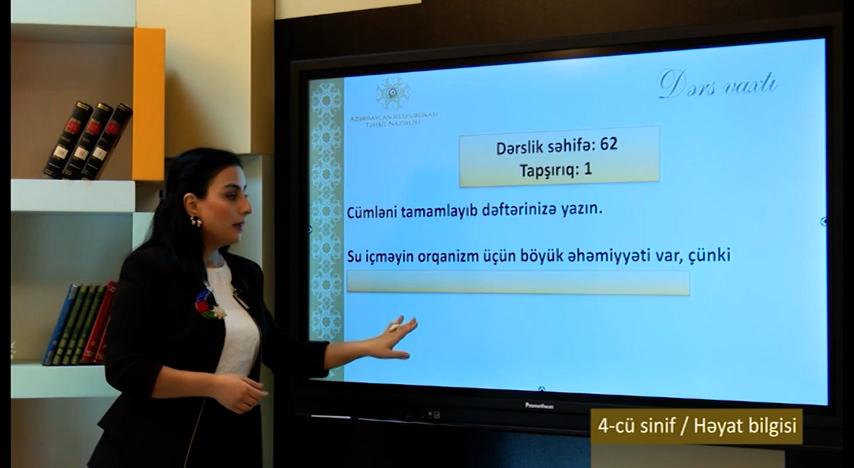 Dərs vaxtı
AZƏRBAYCAN RESPUBLİKASI
TƏHSİL NAZİRLİYİ
Dərslik səhifə: 62
Tapşırıq: 1
Cümləni tamamlayıb dəftərinizə yazın.
Su içməyin orqanizm üçün böyük əhəmiyyəti var, çünki
Promethean
4-cü sinif / Həyat bilgisi